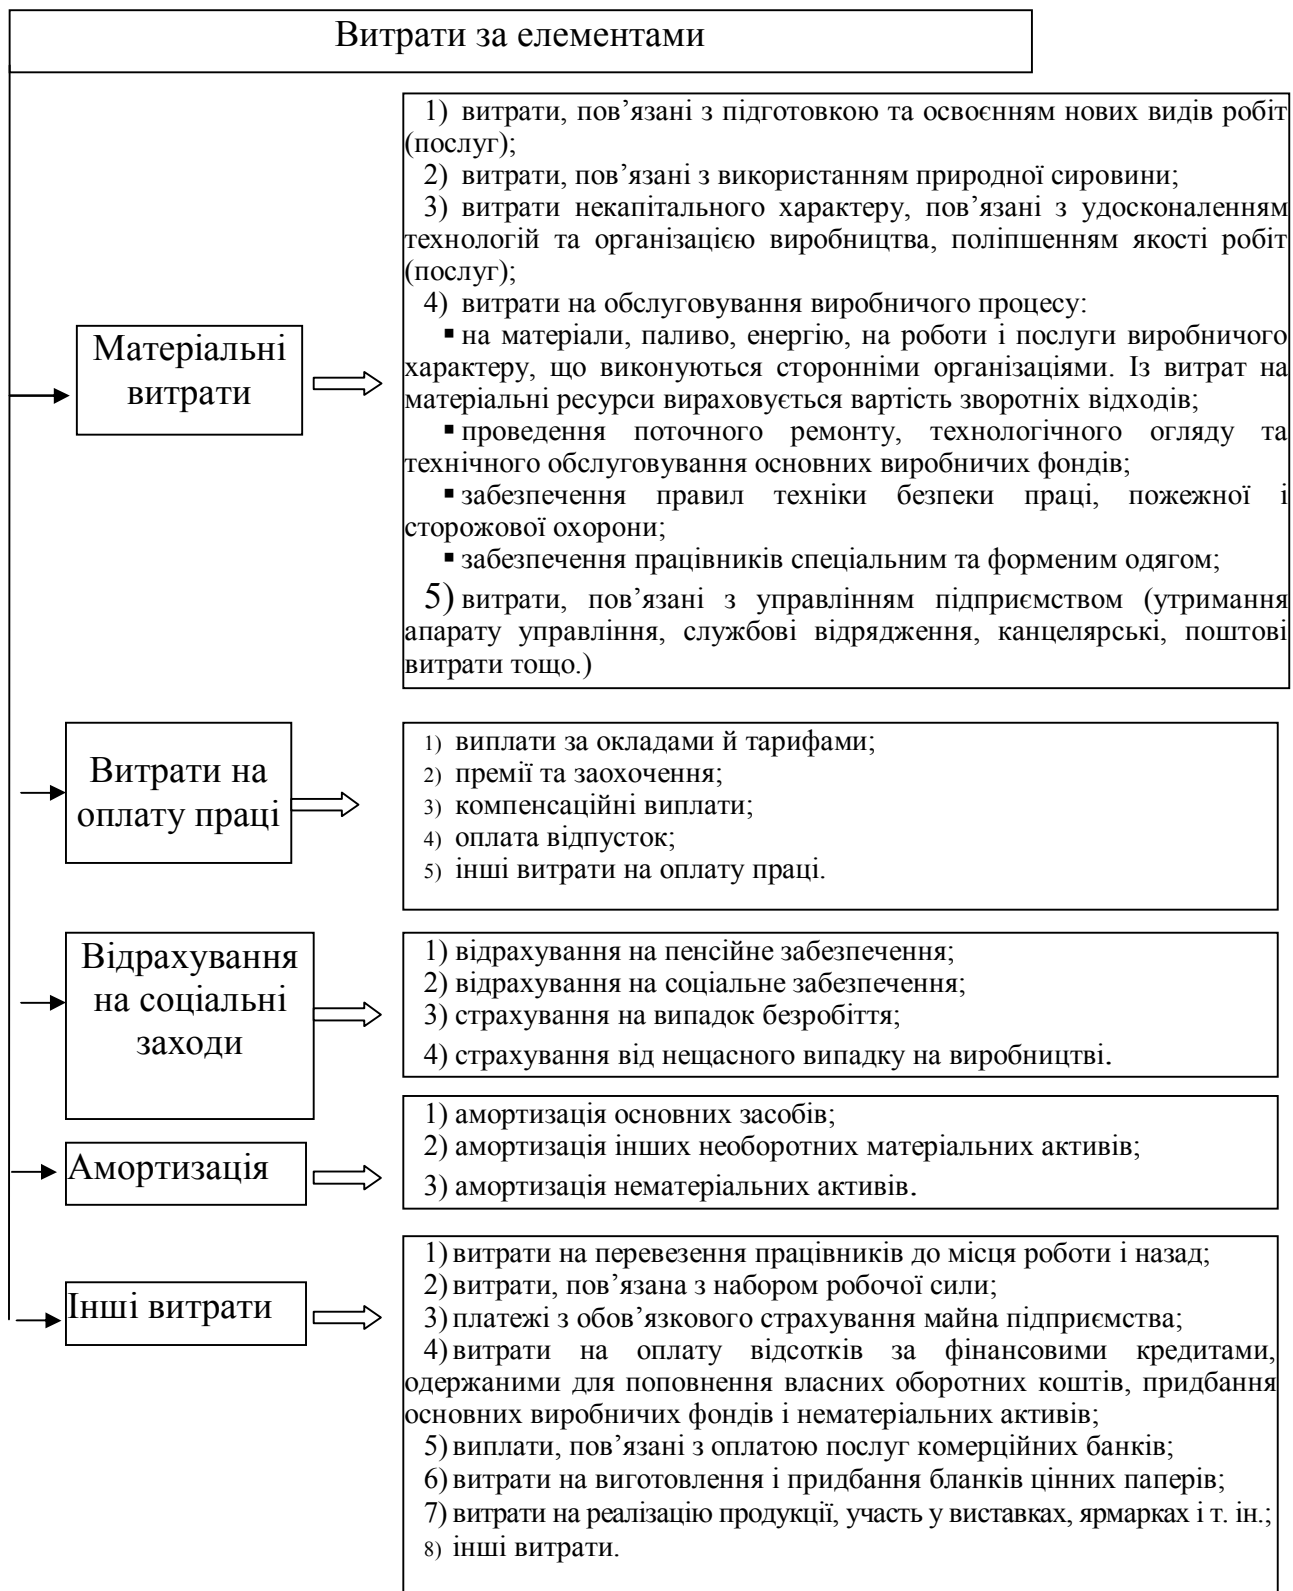 Витрати за елементами
1) витрати, пов’язані з підготовкою та освоєнням нових видів робіт
(послуг);
2) витрати, пов’язані з використанням природної сировини;
3) витрати некапітального характеру, пов’язані з удосконаленням
технологій та організацією виробництва, поліпшенням якості робіт
(послуг);
4) витрати на обслуговування виробничого процесу:
▪ на матеріали, паливо, енергію, на роботи і послуги виробничого
характеру, що виконуються сторонніми організаціями. Із витрат на
матеріальні ресурси вираховується вартість зворотніх відходів;
▪ проведення поточного ремонту, технологічного огляду та
технічного обслуговування основних виробничих фондів;
▪ забезпечення правил техніки безпеки праці, пожежної і
сторожової охорони;
▪ забезпечення працівників спеціальним та форменим одягом;
5) витрати, пов’язані з управлінням підприємством (утримання
апарату управління, службові відрядження, канцелярські, поштові
витрати тощо.)
Матеріальні
витрати
Витрати на
оплату праці
1) виплати за окладами й тарифами;
2) премії та заохочення;
3) компенсаційні виплати;
4) оплата відпусток;
5) інші витрати на оплату праці.
Відрахування
на соціальні
заходи
1) відрахування на пенсійне забезпечення;
2) відрахування на соціальне забезпечення;
3) страхування на випадок безробіття;
4) страхування від нещасного випадку на виробництві.
Амортизація
1) амортизація основних засобів;
2) амортизація інших необоротних матеріальних активів;
3) амортизація нематеріальних активів.
Інші витрати
1) витрати на перевезення працівників до місця роботи і назад;
2) витрати, пов’язана з набором робочої сили;
3) платежі з обов’язкового страхування майна підприємства;
4) витрати на оплату відсотків за фінансовими кредитами,
одержаними для поповнення власних оборотних коштів, придбання
основних виробничих фондів і нематеріальних активів;
5) виплати, пов’язані з оплатою послуг комерційних банків;
6) витрати на виготовлення і придбання бланків цінних паперів;
7) витрати на реалізацію продукції, участь у виставках, ярмарках і т. ін.;
8) інші витрати.